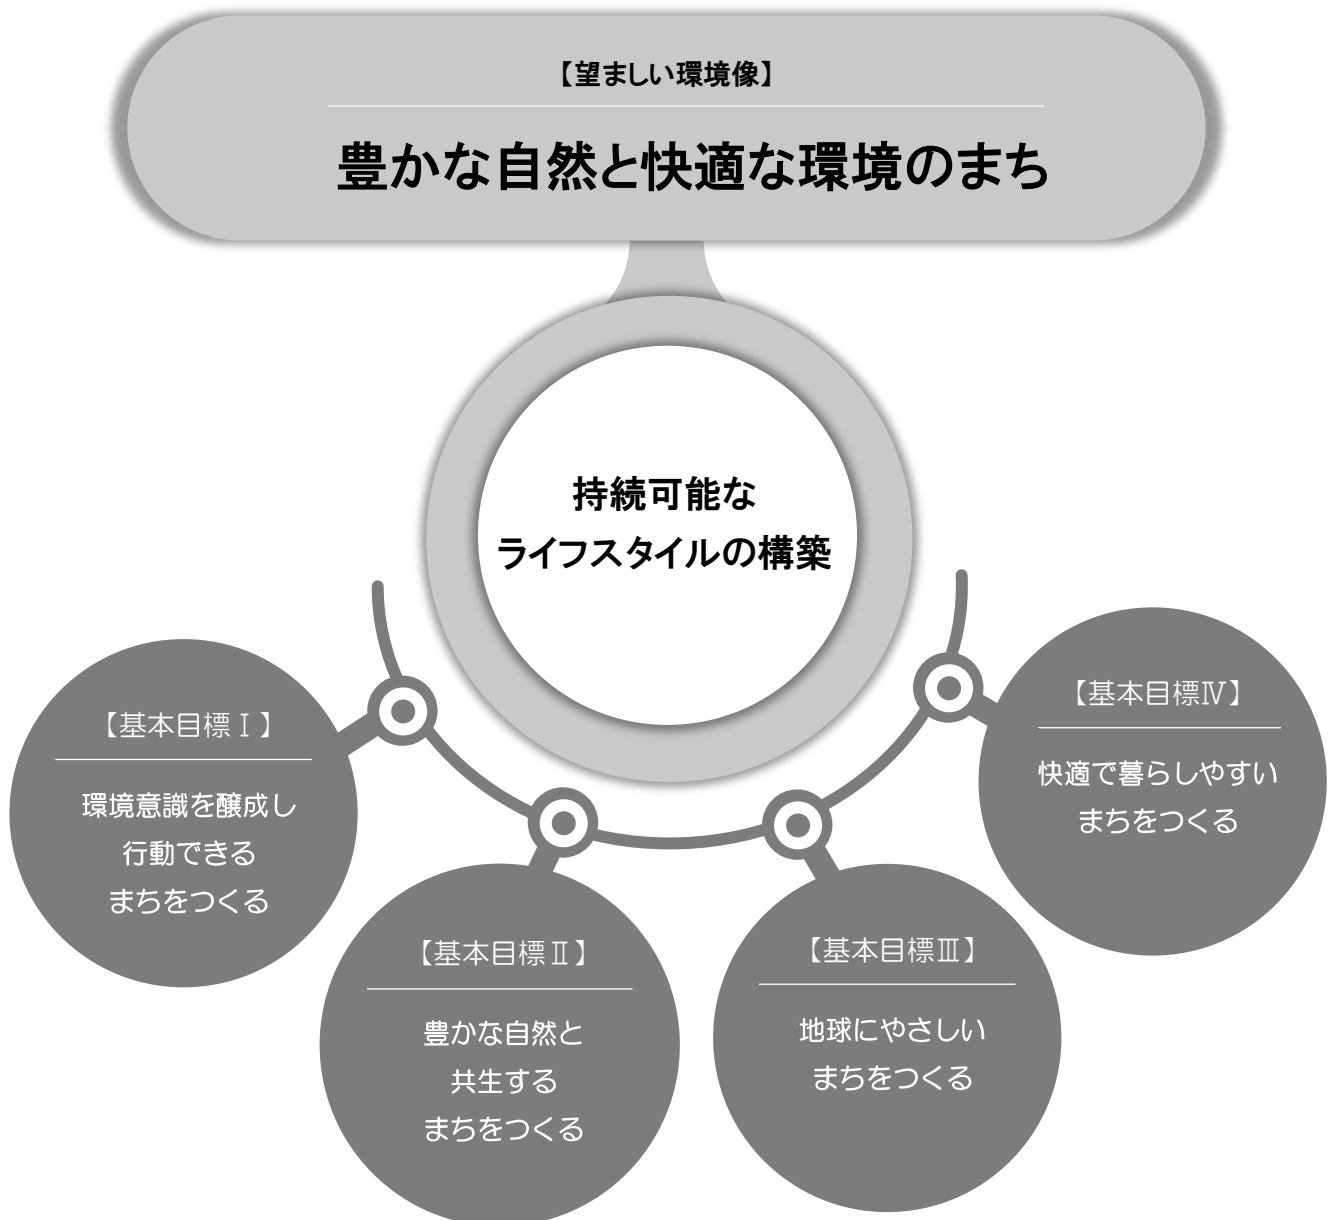 【望ましい環境像】
豊かな自然と快適な環境のまち
持続可能な
ライフスタイルの構築
【基本目標Ⅰ】
環境意識を醸成し
行動できる
まちをつくる
【基本目標Ⅱ】
豊かな自然と
共生する
まちをつくる
【基本目標Ⅲ】
地球にやさしい
まちをつくる
【基本目標Ⅳ】
快適で暮らしやすい
まちをつくる